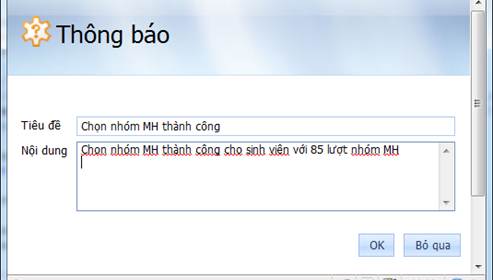 Thông báo
Tiêu đề Chọn nhóm MH thành công
Nội dung Chọn nhóm MH thành công cho sinh viên với 85 lượt nhóm MH
OK Bỏ qua